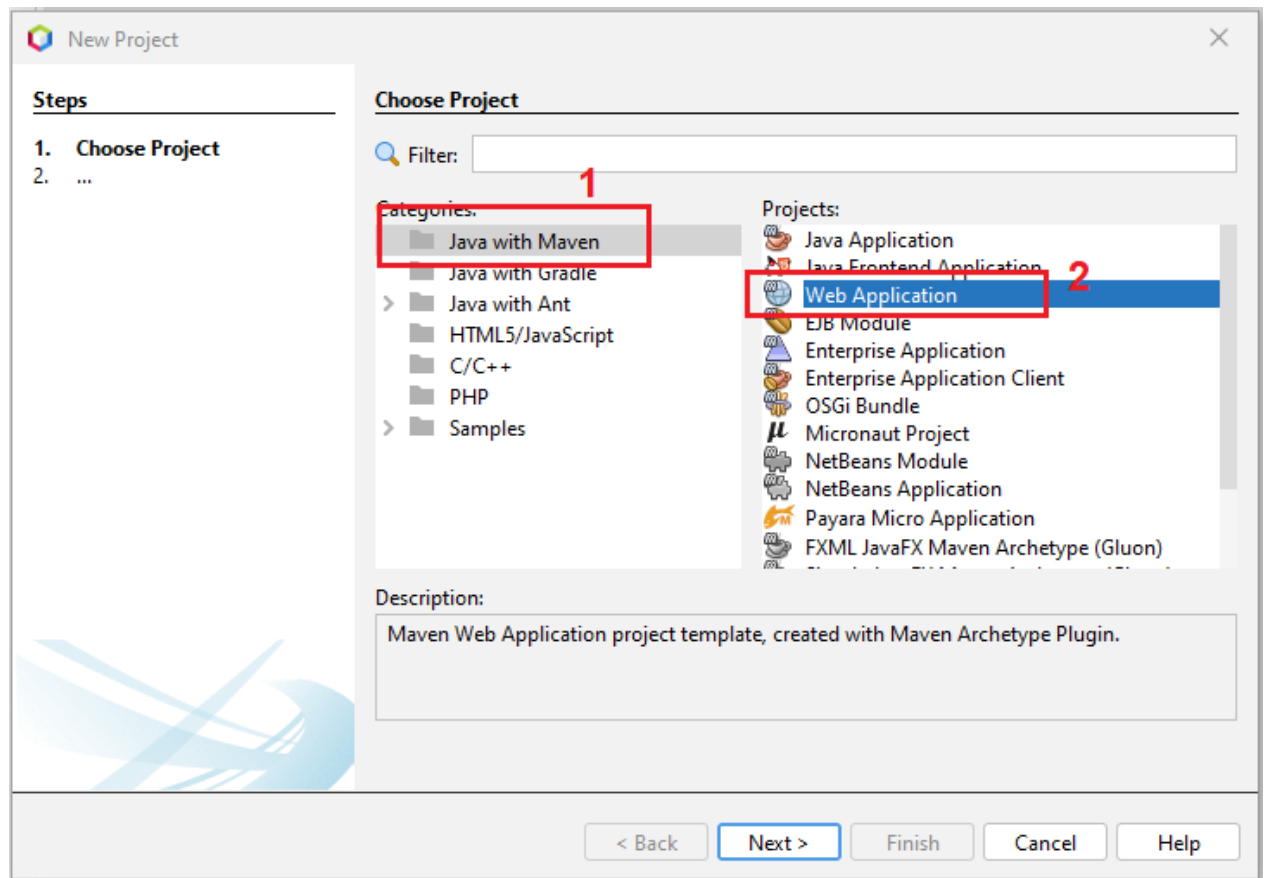 New Project
Steps
1. Choose Project
2. ...
Choose Project
Filter:
1
Categories:
Java with Maven
Java with Gradle
Java with Ant
HTML5/JavaScript
C/C++
PHP
Samples
Projects:
Java Application
Java Frontend Application
2
Web Application
EJB Module
Enterprise Application
Enterprise Application Client
OSGi Bundle
Micronaut Project
NetBeans Module
NetBeans Application
Payara Micro Application
FXML JavaFX Maven Archetype (Gluon)
Description:
Maven Web Application project template, created with Maven Archetype Plugin.
< Back
Next >
Finish
Cancel
Help